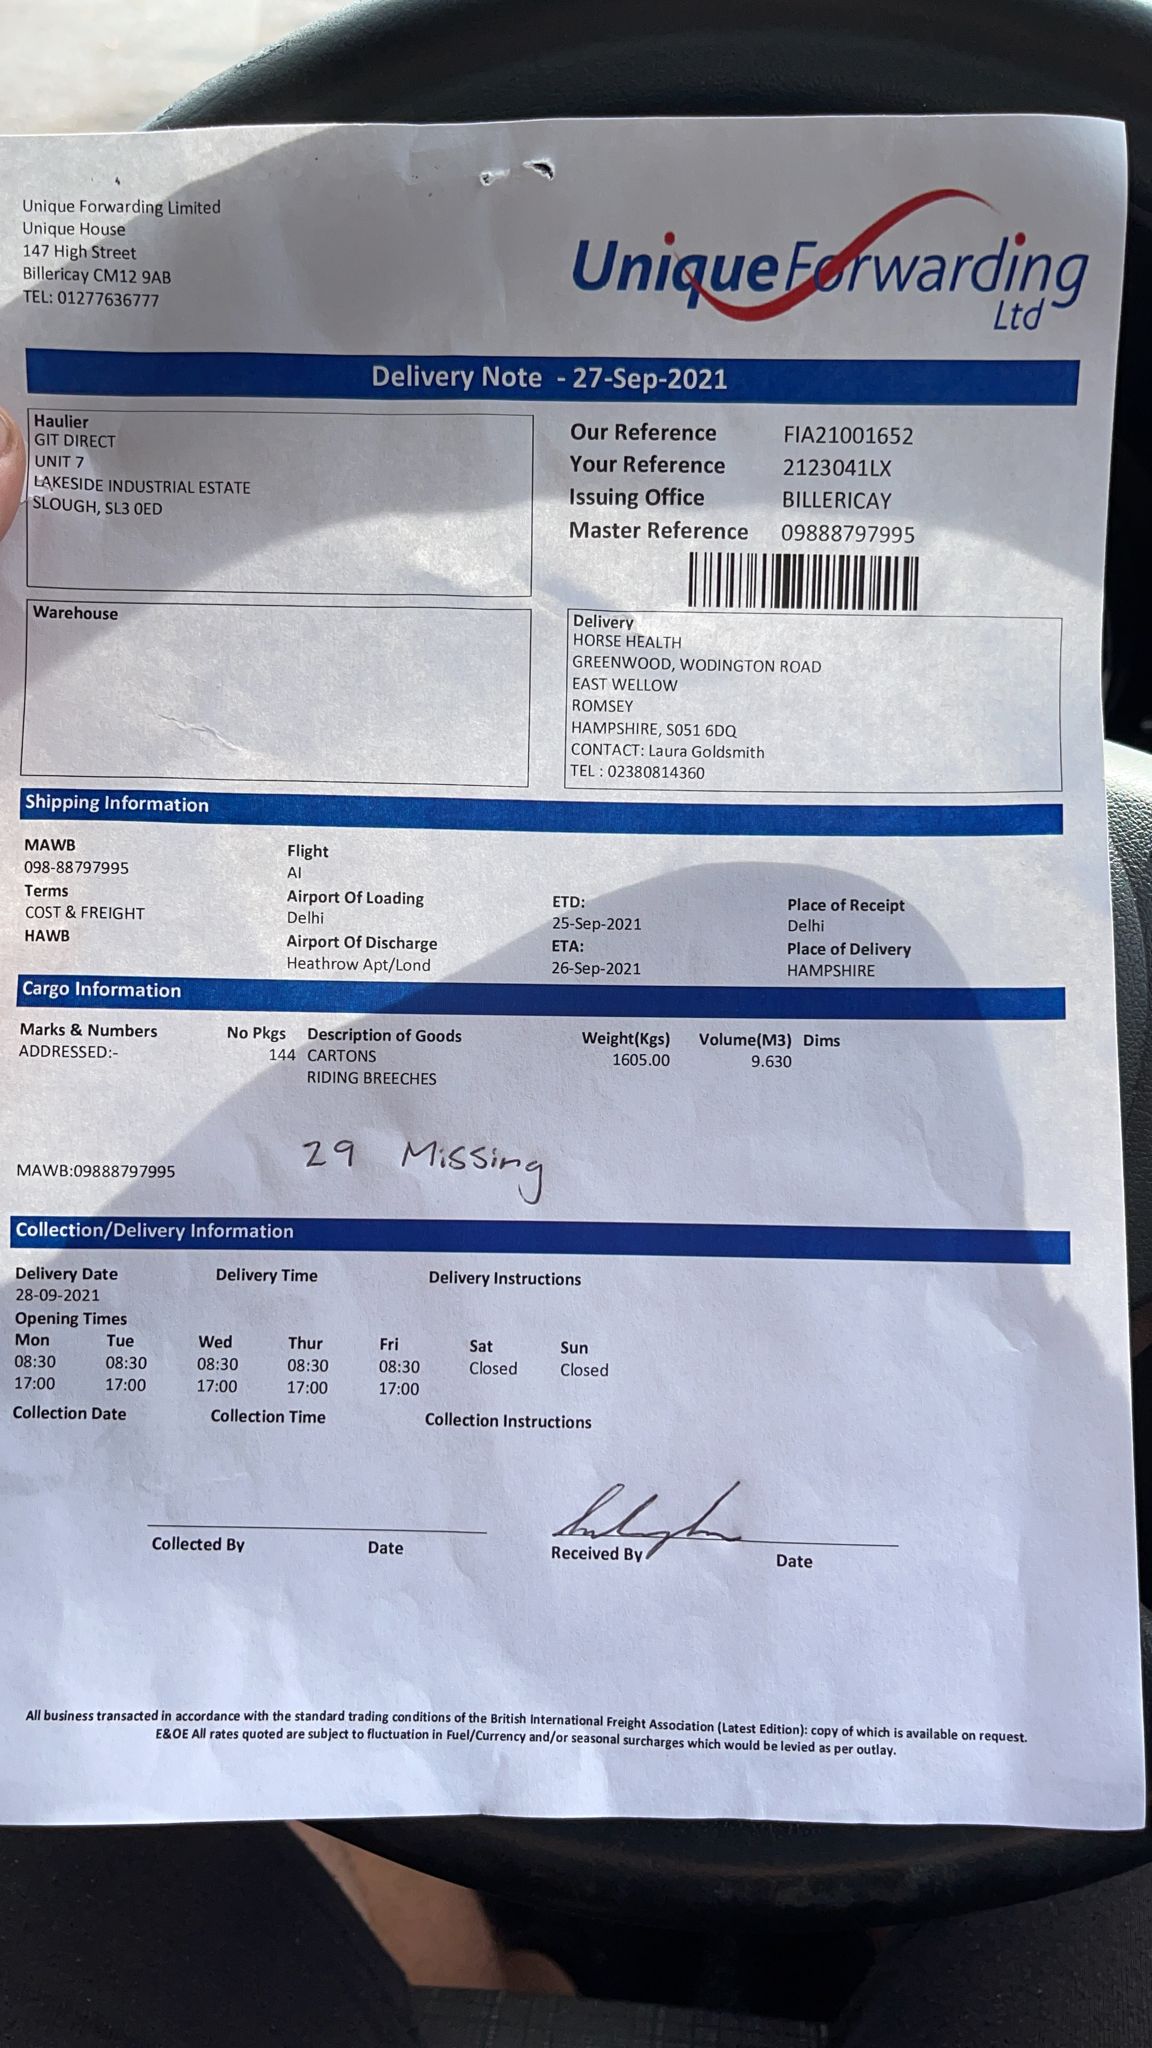 Unique Forwarding Limited
Unique House
147 High Street
Billericay CM12 9AB
TEL: 01277636777
UniqueForwarding
Ltd
Delivery Note - 27-Sep-2021
Haulier
GIT DIRECT
UNIT 7
LAKESIDE INDUSTRIAL ESTATE
SLOUGH, SL3 0ED
Our Reference FIA21001652
Your Reference 2123041LX
Issuing Office BILLERICAY
Master Reference 09888797995
Warehouse
Delivery
HORSE HEALTH
GREENWOOD, WODINGTON ROAD
EAST WELLOW
ROMSEY
HAMPSHIRE, S051 6DQ
CONTACT: Laura Goldsmith
TEL : 02380814360
Shipping Information
MAWB
098-88797995
Terms
COST & FREIGHT
HAWB
Flight
AI
Airport Of Loading
Delhi
Airport Of Discharge
Heathrow Apt/Lond
ETD:
25-Sep-2021
ETA:
26-Sep-2021
Place of Receipt
Delhi
Place of Delivery
HAMPSHIRE
Cargo Information
Marks & Numbers No Pkgs Description of Goods Weight(Kgs) Volume(M3) Dims
ADDRESSED:- 144 CARTONS 1605.00 9.630
RIDING BREECHES
29 Missing
MAWB:09888797995
Collection/Delivery Information
Delivery Date Delivery Time Delivery Instructions
28-09-2021
Opening Times
Mon Tue Wed Thur Fri Sat Sun
08:30 08:30 08:30 08:30 08:30 Closed Closed
17:00 17:00 17:00 17:00 17:00
Collection Date Collection Time Collection Instructions
Collected By Date Received By Date
All business transacted in accordance with the standard trading conditions of the British International Freight Association (Latest Edition): copy of which is available on request.
E&OE All rates quoted are subject to fluctuation in Fuel/Currency and/or seasonal surcharges which would be levied as per outlay.